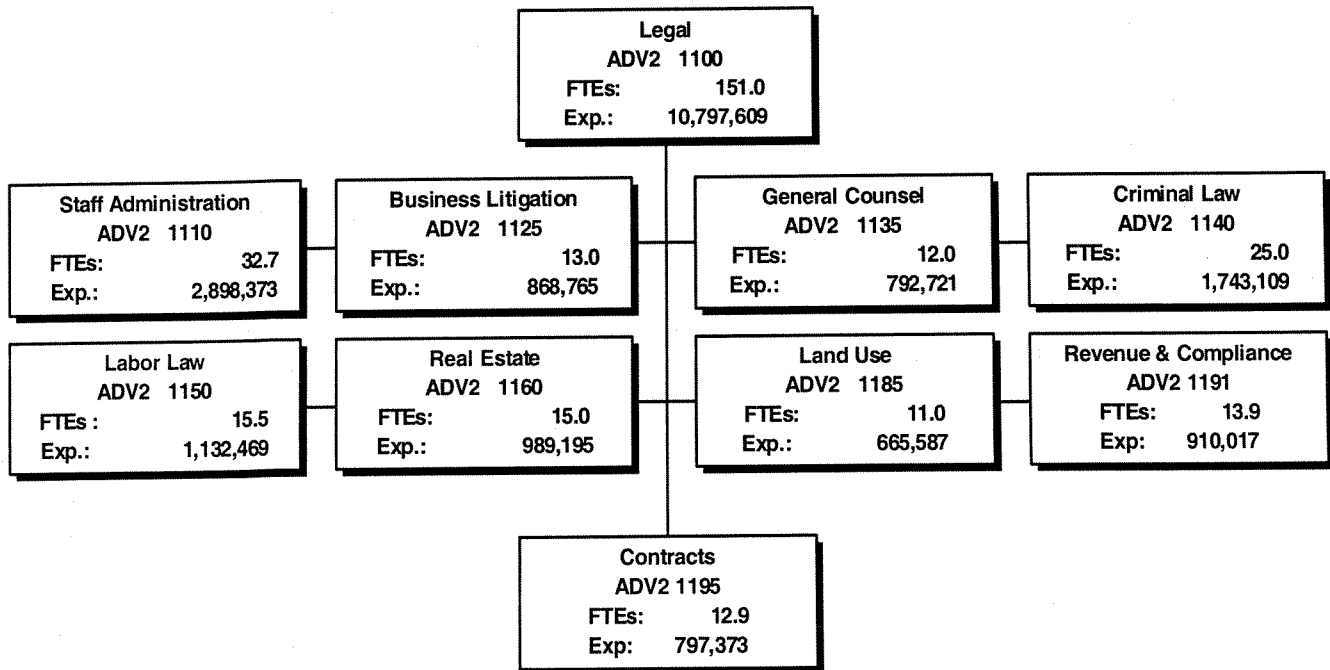 Legal
ADV2 1100
FTEs: 151.0
Exp.: 10,797,609
Staff Administration
ADV2 1110
FTEs: 32.7
Exp.: 2,898,373
Business Litigation
ADV2 1125
FTEs: 13.0
Exp.: 868,765
General Counsel
ADV2 1135
FTEs: 12.0
Exp.: 792,721
Criminal Law
ADV2 1140
FTEs: 25.0
Exp.: 1,743,109
Labor Law
ADV2 1150
FTEs : 15.5
Exp.: 1,132,469
Real Estate
ADV2 1160
FTEs: 15.0
Exp.: 989,195
Land Use
ADV2 1185
FTEs: 11.0
Exp.: 665,587
Revenue & Compliance
ADV2 1191
FTEs: 13.9
Exp: 910,017
Contracts
ADV2 1195
FTEs: 12.9
Exp: 797,373